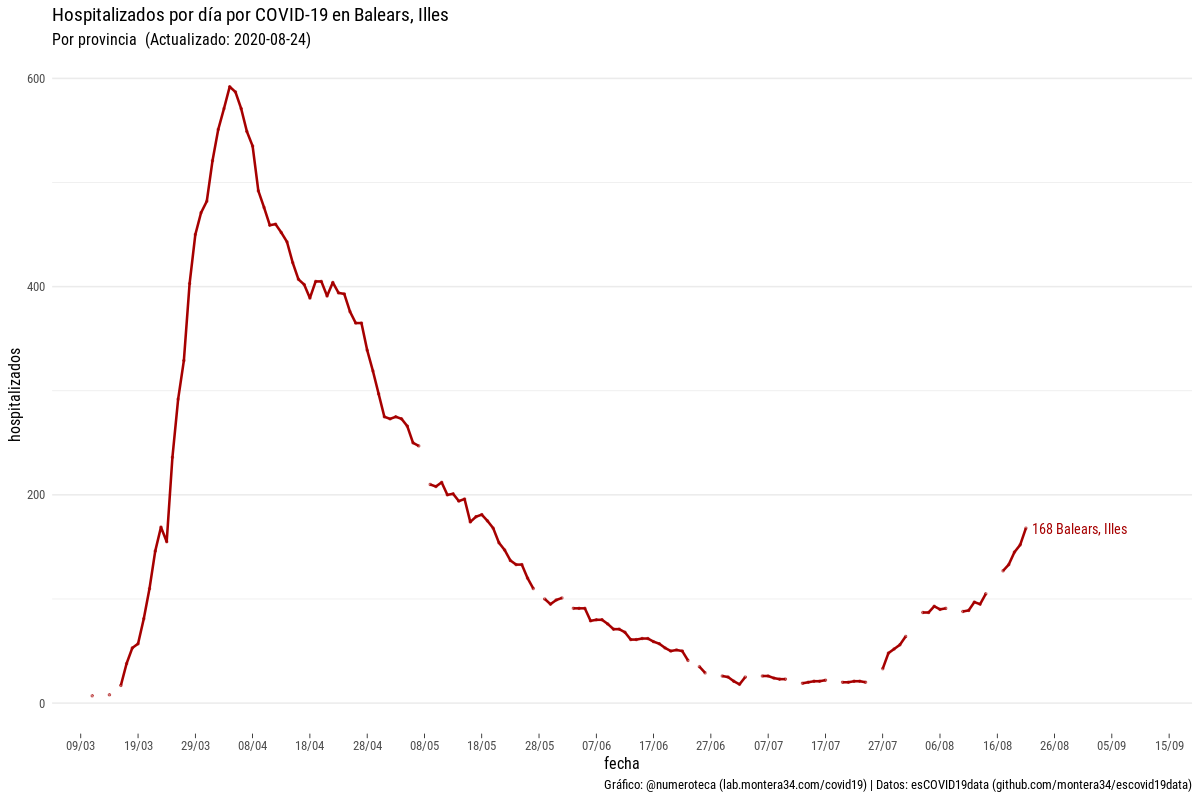 Hospitalizados por día por COVID-19 en Balears, Illes
Por provincia  (Actualizado: 2020-08-24)
hospitalizados
600
400
200
0
168 Balears, Illes
09/03 19/03 29/03 08/04 18/04 28/04 08/05 18/05 28/05 07/06 17/06 27/06 07/07 17/07 27/07 06/08 16/08 26/08 05/09 15/09
fecha
Gráfico: @numeroteca (lab.montera34.com/covid19) | Datos: esCOVID19data (github.com/montera34/escovid19data)